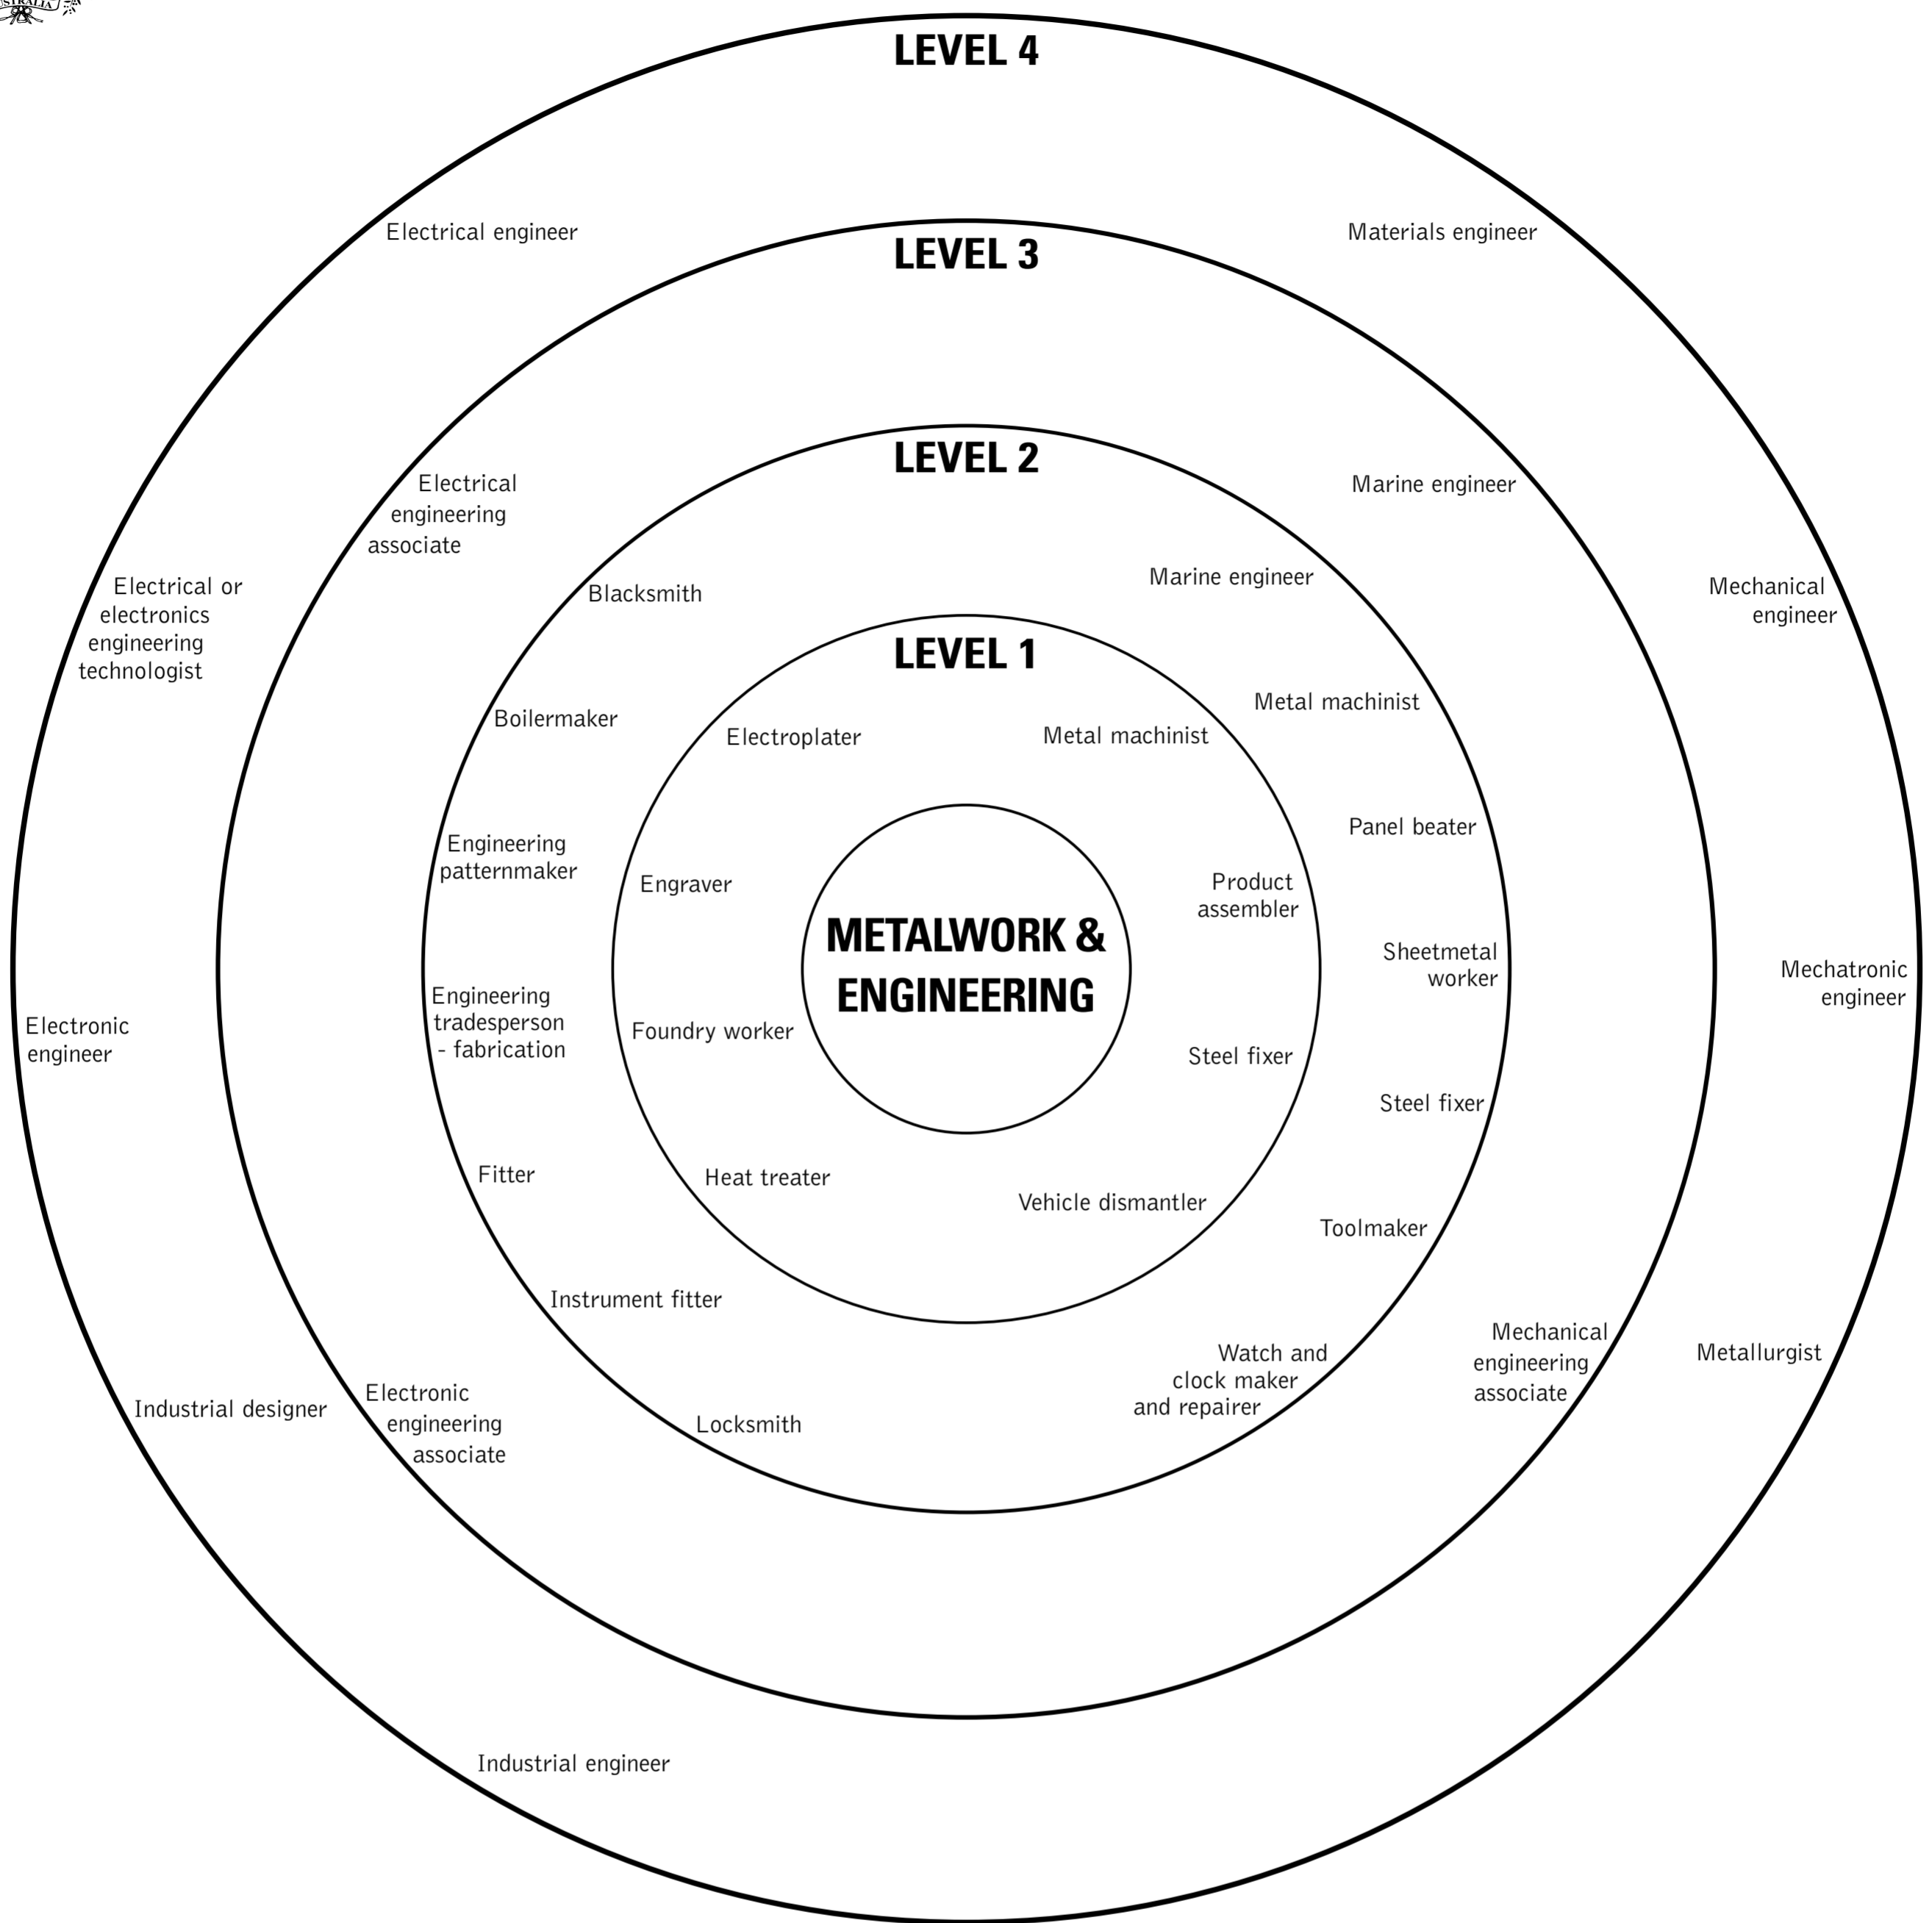 USTRALIA
LEVEL 4
Electrical engineer
Materials engineer
Electrical or
electronics
engineering
technologist
Mechanical
engineer
Electronic
engineer
Mechatronic
engineer
Industrial designer
Metallurgist
Industrial engineer
LEVEL 3
Electrical
engineering
associate
Marine engineer
Electronic
engineering
associate
Mechanical
engineering
associate
LEVEL 2
Blacksmith
Marine engineer
Boilermaker
Metal machinist
Engineering
patternmaker
Panel beater
Engineering
tradesperson
- fabrication
Sheetmetal
worker
Fitter
Steel fixer
Instrument fitter
Toolmaker
Locksmith
Watch and
clock maker
and repairer
LEVEL 1
Electroplater
Metal machinist
Engraver
Product
assembler
Foundry worker
Steel fixer
Heat treater
Vehicle dismantler
METALWORK &
ENGINEERING